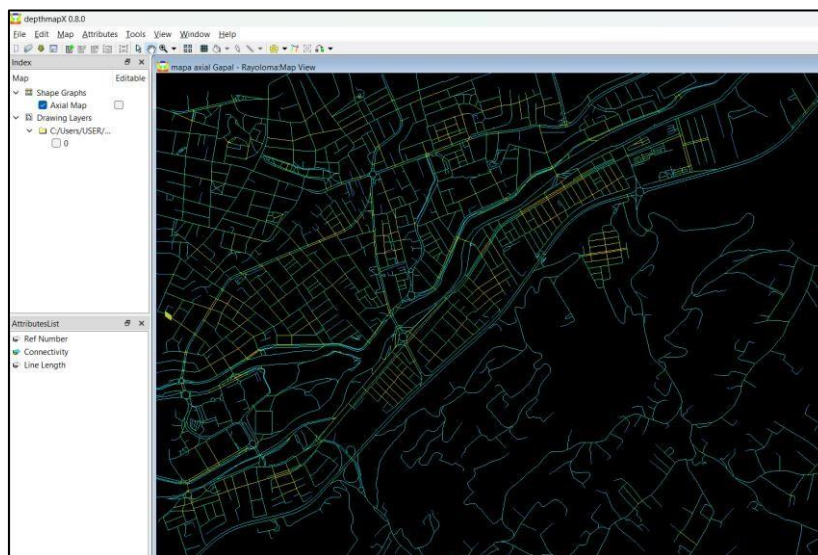 depthmapX 0.8.0
File Edit Map Attributes Tools View Window Help
Index
Map Editable
Shape Graphs
Axial Map
Drawing Layers
C:/Users/USER/...
0
AttributesList
Ref Number
Connectivity
Line Length
mapa axial Gapal - Rayoloma:Map View